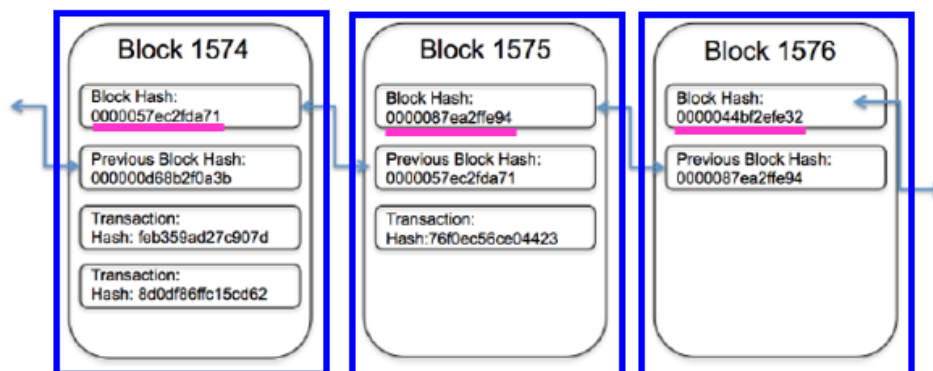 Block 1574
Block Hash:
0000057ec2fda71
Previous Block Hash:
000000d68b2f0a3b
Transaction:
Hash: feb359ad27c907d
Transaction:
Hash: 8d0df86ffc15cd62
Block 1575
Block Hash:
0000087ea2ffe94
Previous Block Hash:
0000057ec2fda71
Transaction:
Hash:76f0ec56ce04423
Block 1576
Block Hash:
0000044bf2efe32
Previous Block Hash:
0000087ea2ffe94